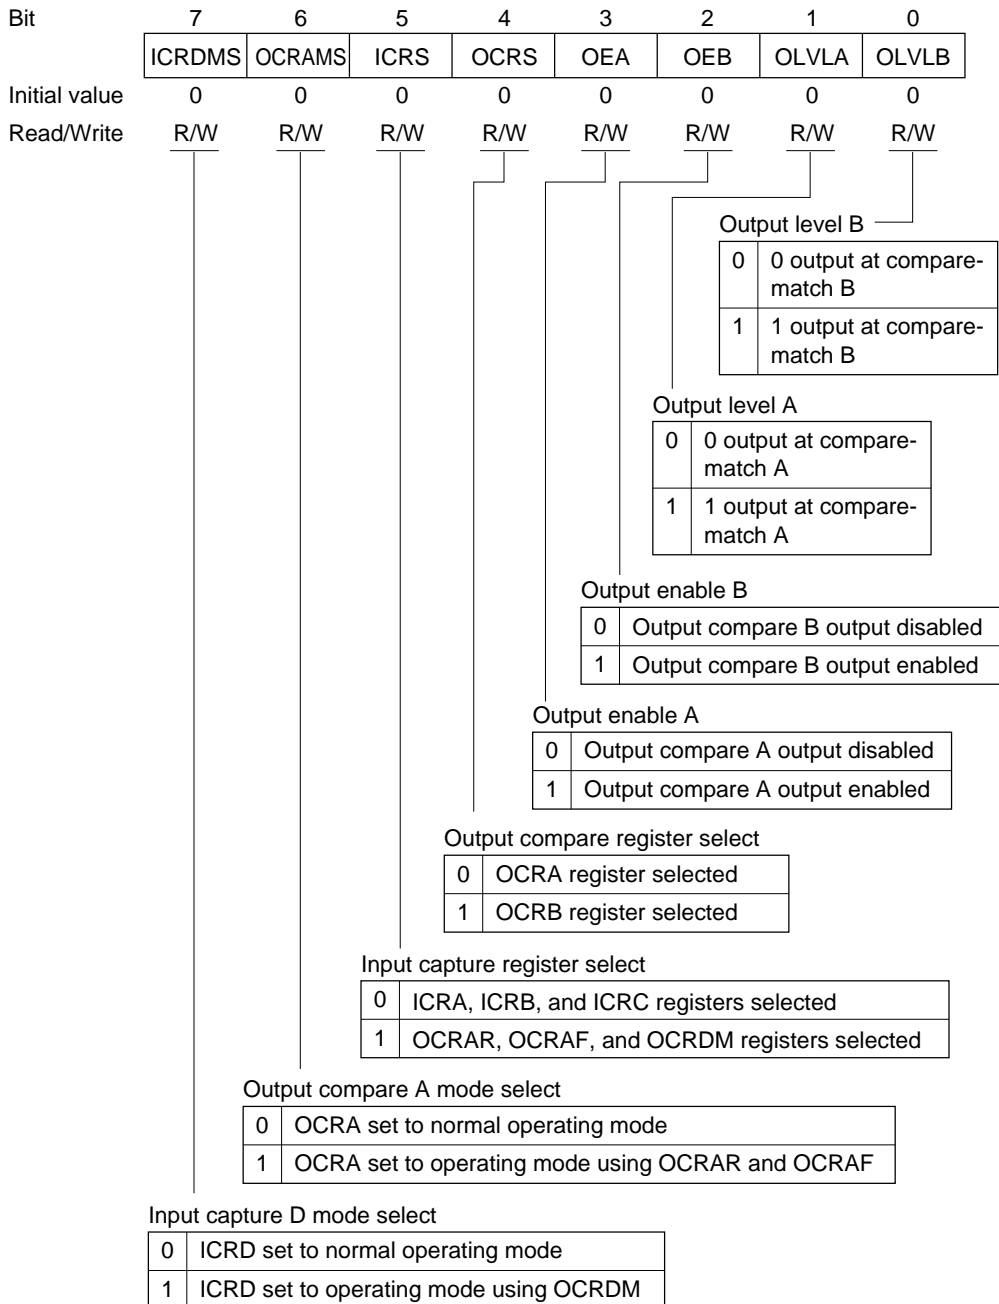 Bit 7 6 5 4 3 2 1 0
ICRDMS OCRAMS ICRS OCRS OEA OEB OLVLA OLVLB
Initial value 0 0 0 0 0 0 0 0
Read/Write R/W R/W R/W R/W R/W R/W R/W R/W
Output level B
0 0 output at compare-
match B
1 1 output at compare-
match B
Output level A
0 0 output at compare-
match A
1 1 output at compare-
match A
Output enable B
0 Output compare B output disabled
1 Output compare B output enabled
Output enable A
0 Output compare A output disabled
1 Output compare A output enabled
Output compare register select
0 OCRA register selected
1 OCRB register selected
Input capture register select
0 ICRA, ICRB, and ICRC registers selected
1 OCRAR, OCRAF, and OCRDM registers selected
Output compare A mode select
0 OCRA set to normal operating mode
1 OCRA set to operating mode using OCRAR and OCRAF
Input capture D mode select
0 ICRD set to normal operating mode
1 ICRD set to operating mode using OCRDM